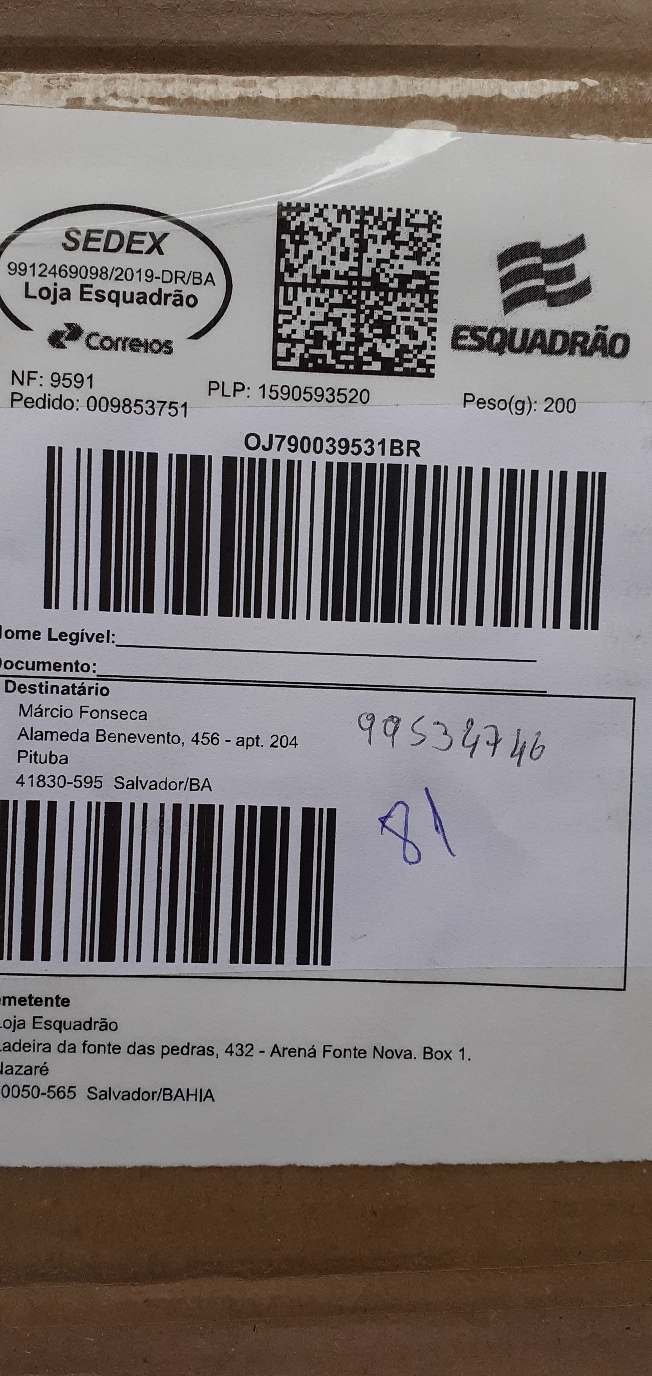 SEDEX
9912469098/2019-DR/BA
Loja Esquadrão
Correios
ESQUADRÃO
NF: 9591
PLP: 1590593520
Peso(g): 200
Pedido: 009853751
OJ790039531BR
Nome Legível:
Documento:
Destinatário
Márcio Fonseca
Alameda Benevento, 456 - apt. 204
Pituba
41830-595 Salvador/BA
99534746
81
emetente
Loja Esquadrão
Ladeira da fonte das pedras, 432 - Arená Fonte Nova. Box 1.
Nazaré
0050-565 Salvador/BAHIA